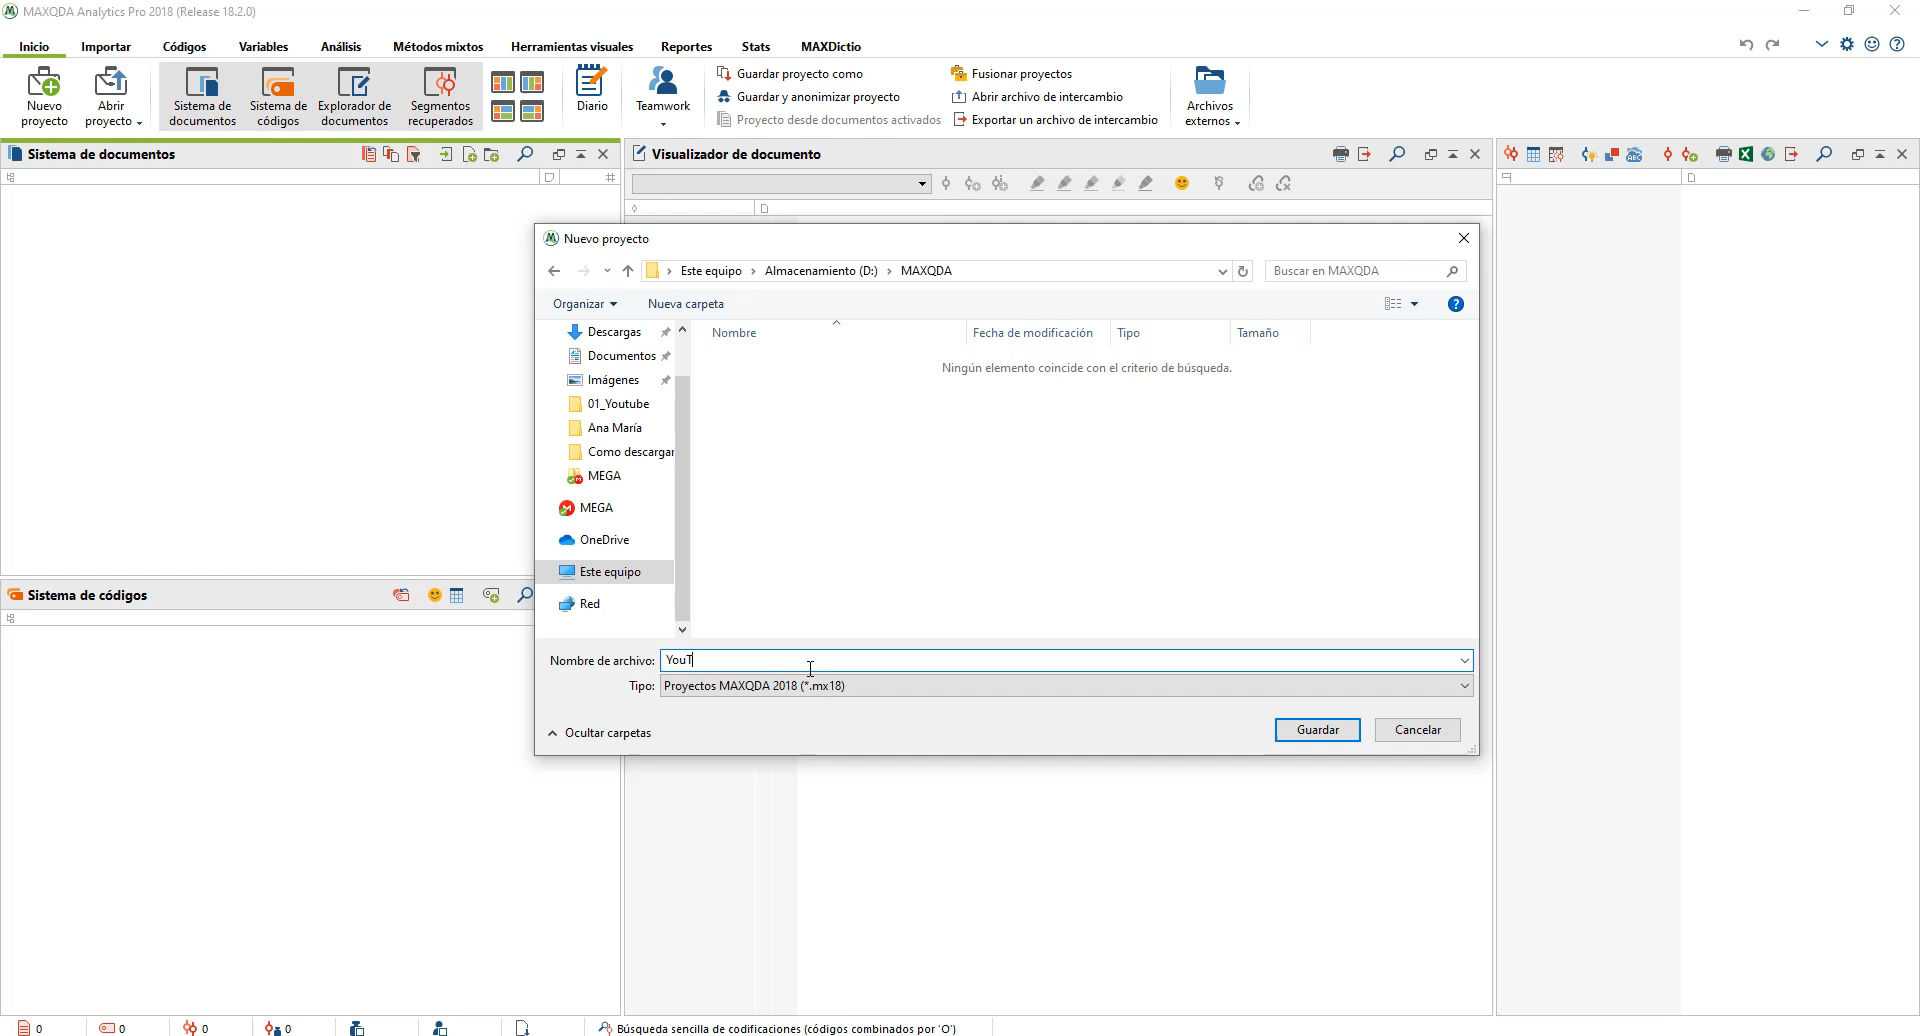 MAXQDA Analytics Pro 2018 (Release 18.2.0)
Inicio Importar Códigos Variables Análisis Métodos mixtos Herramientas visuales Reportes Stats MAXDictio
Nuevo proyecto
Abrir proyecto
Sistema de documentos
Sistema de códigos
Explorador de documentos
Segmentos recuperados
Diario
Teamwork
Guardar proyecto como
Guardar y anonimizar proyecto
Proyecto desde documentos activados
Fusionar proyectos
Abrir archivo de intercambio
Exportar un archivo de intercambio
Archivos externos
Sistema de documentos
Visualizador de documento
Nuevo proyecto
Este equipo › Almacenamiento (D:) › MAXQDA
Buscar en MAXQDA
Organizar Nueva carpeta
Descargas
Documentos
Imágenes
01_Youtube
Ana María
Como descargar
MEGA
MEGA
OneDrive
Este equipo
Red
Nombre Fecha de modificación Tipo Tamaño
Ningún elemento coincide con el criterio de búsqueda.
Sistema de códigos
Nombre de archivo: YouT
Tipo: Proyectos MAXQDA 2018 (*.mx18)
Ocultar carpetas
Guardar Cancelar
0 0 0 0 Búsqueda sencilla de codificaciones (códigos combinados por 'O')